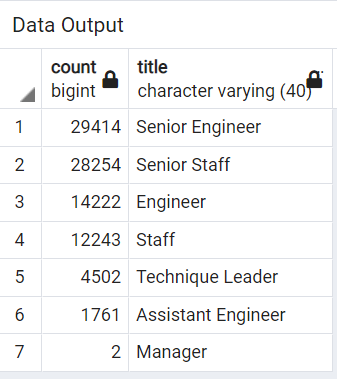 Data Output
count title
bigint character varying (40)
1 29414 Senior Engineer
2 28254 Senior Staff
3 14222 Engineer
4 12243 Staff
5 4502 Technique Leader
6 1761 Assistant Engineer
7 2 Manager